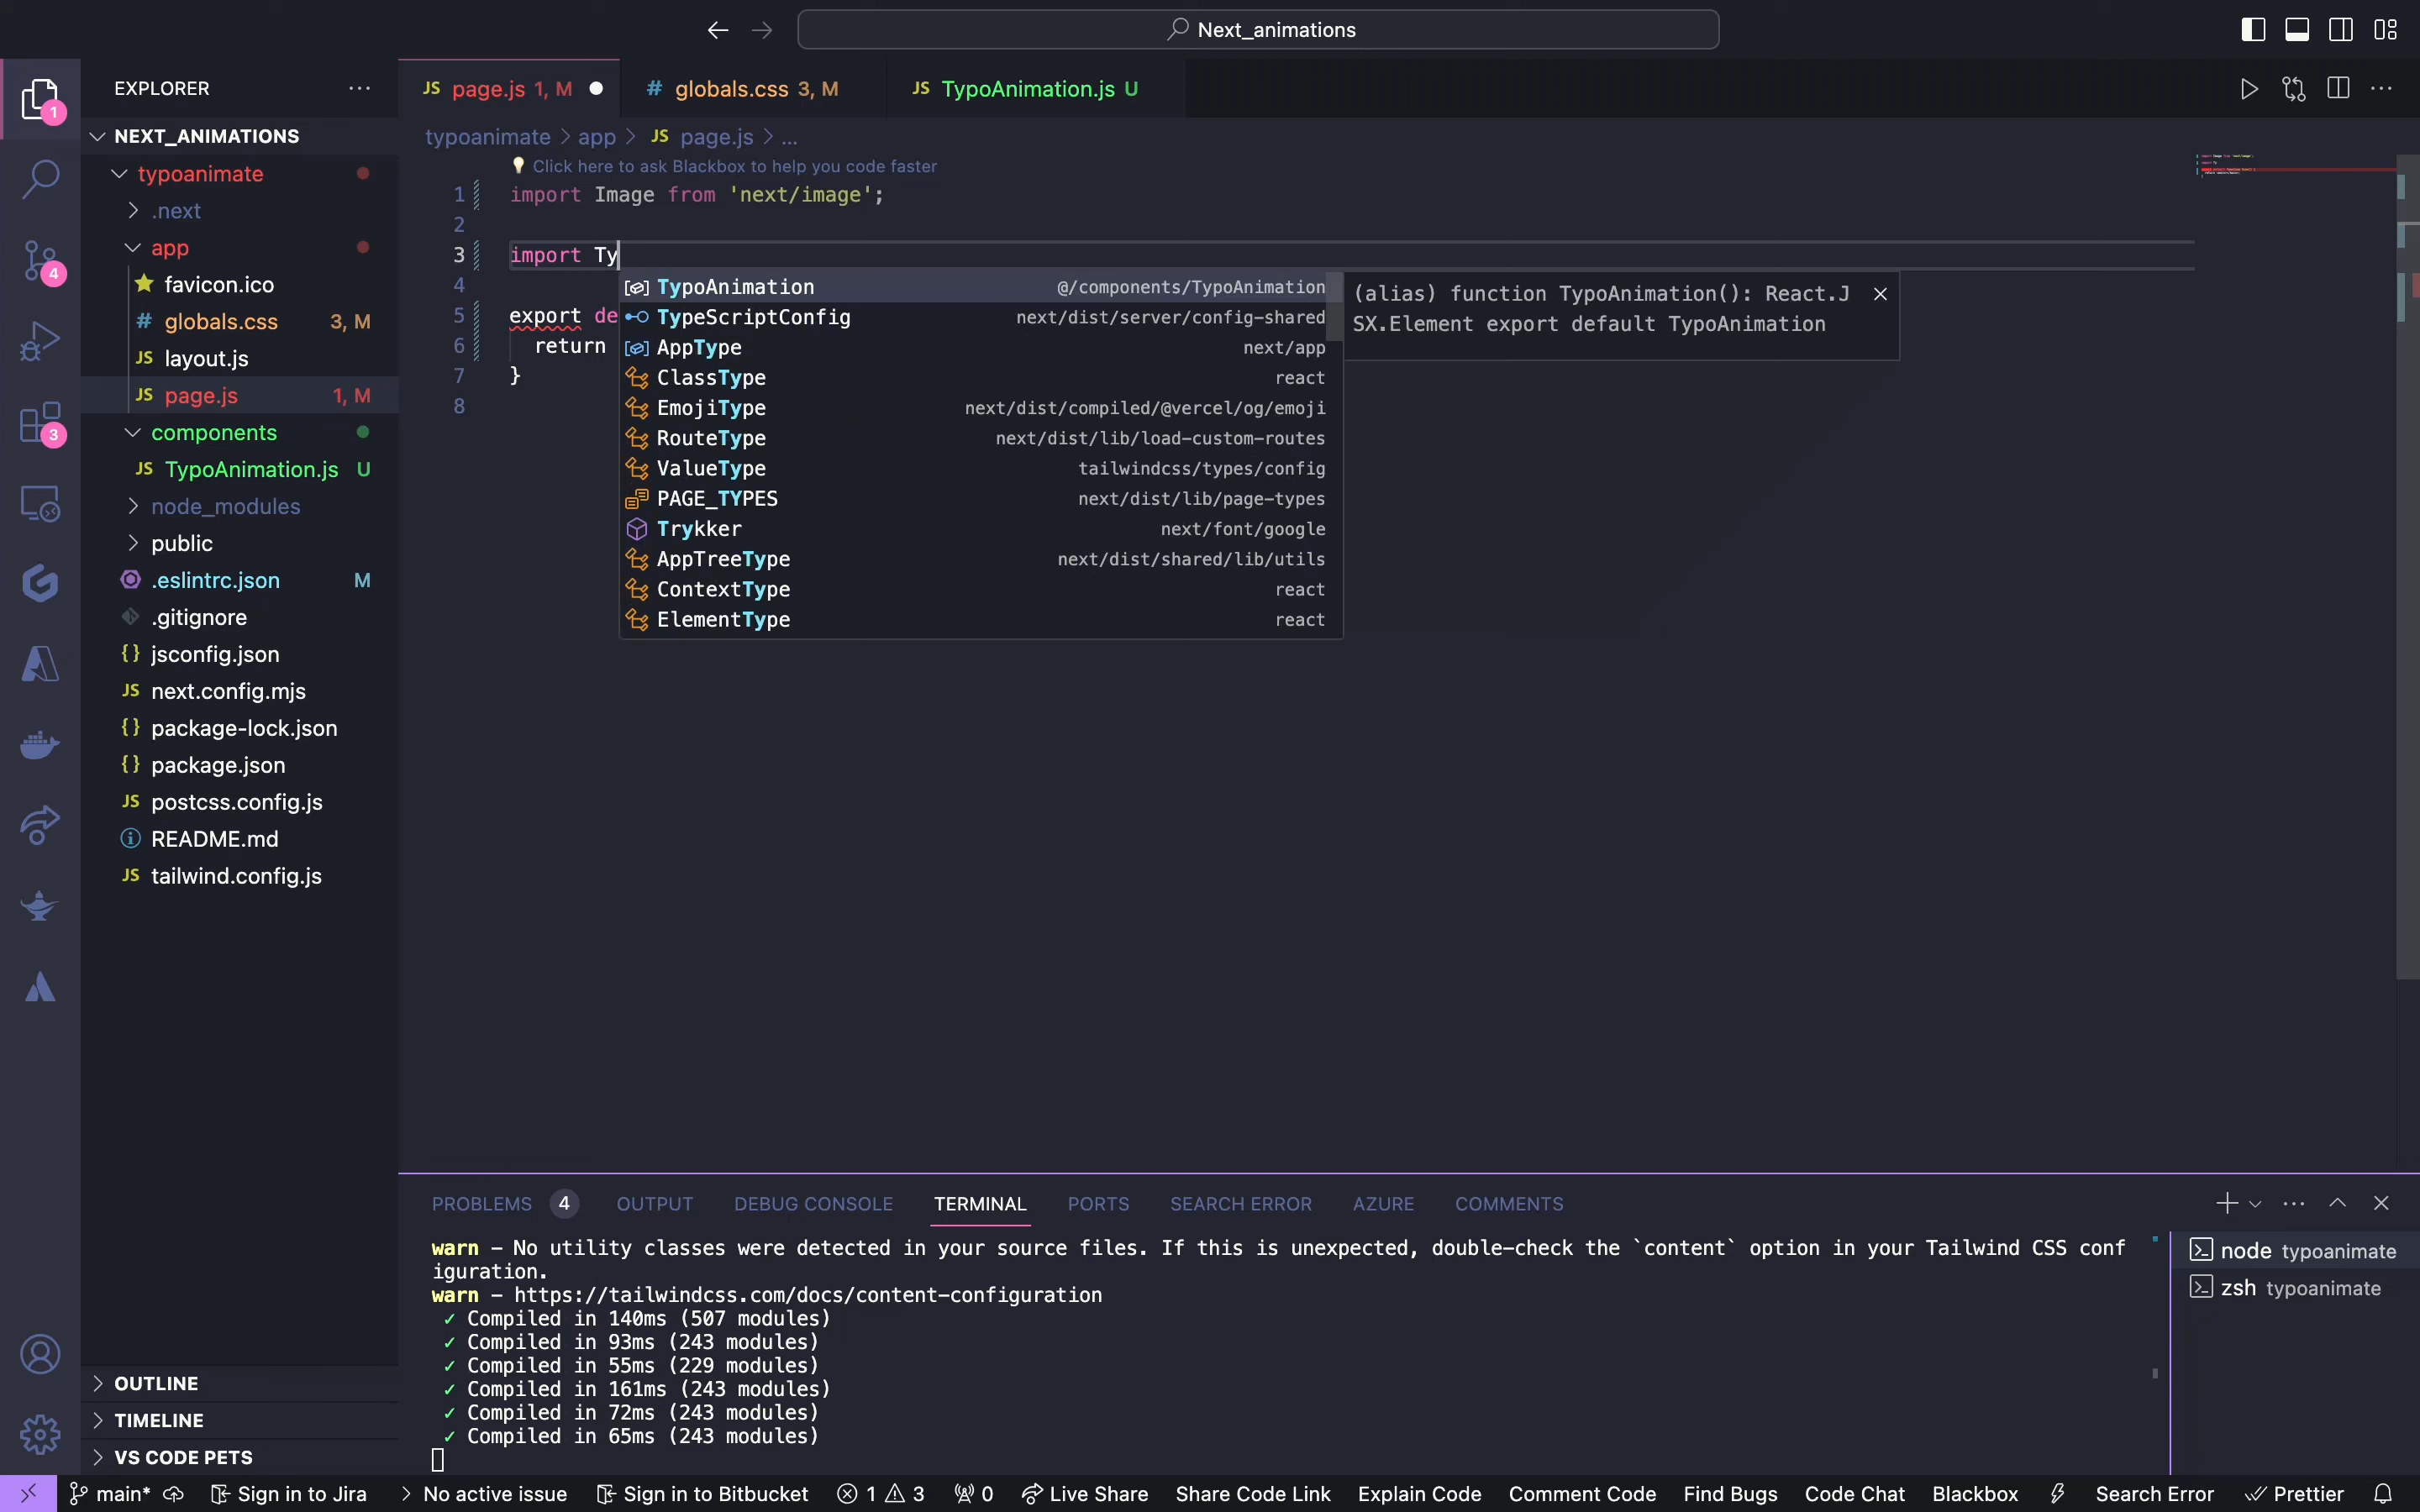 Next_animations
EXPLORER
JS page.js 1, M
# globals.css 3, M
JS TypoAnimation.js U
1
NEXT_ANIMATIONS
typoanimate > app > JS page.js > ...
Click here to ask Blackbox to help you code faster
typoanimate
.next
app
favicon.ico
# globals.css 3, M
JS layout.js
JS page.js 1, M
components
JS TypoAnimation.js U
node_modules
public
.eslintrc.json M
.gitignore
{} jsconfig.json
JS next.config.mjs
{} package-lock.json
{} package.json
JS postcss.config.js
README.md
JS tailwind.config.js
4
3
OUTLINE
TIMELINE
VS CODE PETS
1 import Image from 'next/image';
2
3 import Ty
4
5 export de
6 return
7 }
8
TypoAnimation @/components/TypoAnimation
TypeScriptConfig next/dist/server/config-shared
AppType next/app
ClassType react
EmojiType next/dist/compiled/@vercel/og/emoji
RouteType next/dist/lib/load-custom-routes
ValueType tailwindcss/types/config
PAGE_TYPES next/dist/lib/page-types
Trykker next/font/google
AppTreeType next/dist/shared/lib/utils
ContextType react
ElementType react
(alias) function TypoAnimation(): React.J
SX.Element export default TypoAnimation
PROBLEMS 4 OUTPUT DEBUG CONSOLE TERMINAL PORTS SEARCH ERROR AZURE COMMENTS
warn - No utility classes were detected in your source files. If this is unexpected, double-check the `content` option in your Tailwind CSS conf
iguration.
warn - https://tailwindcss.com/docs/content-configuration
✓ Compiled in 140ms (507 modules)
✓ Compiled in 93ms (243 modules)
✓ Compiled in 55ms (229 modules)
✓ Compiled in 161ms (243 modules)
✓ Compiled in 72ms (243 modules)
✓ Compiled in 65ms (243 modules)
node typoanimate
zsh typoanimate
main* Sign in to Jira > No active issue Sign in to Bitbucket 1 3 0 Live Share Share Code Link Explain Code Comment Code Find Bugs Code Chat Blackbox Search Error Prettier